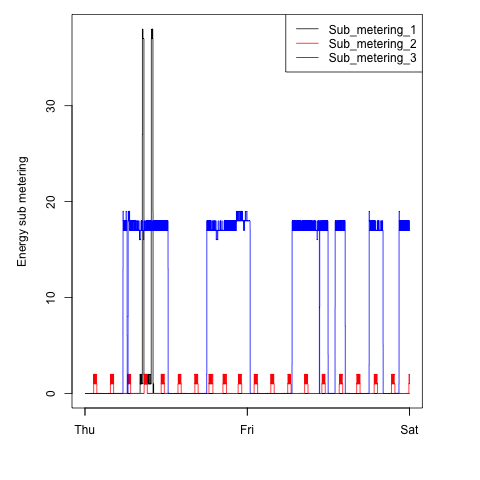 Sub_metering_1
Sub_metering_2
Sub_metering_3
Energy sub metering
30
20
10
0
Thu Fri Sat